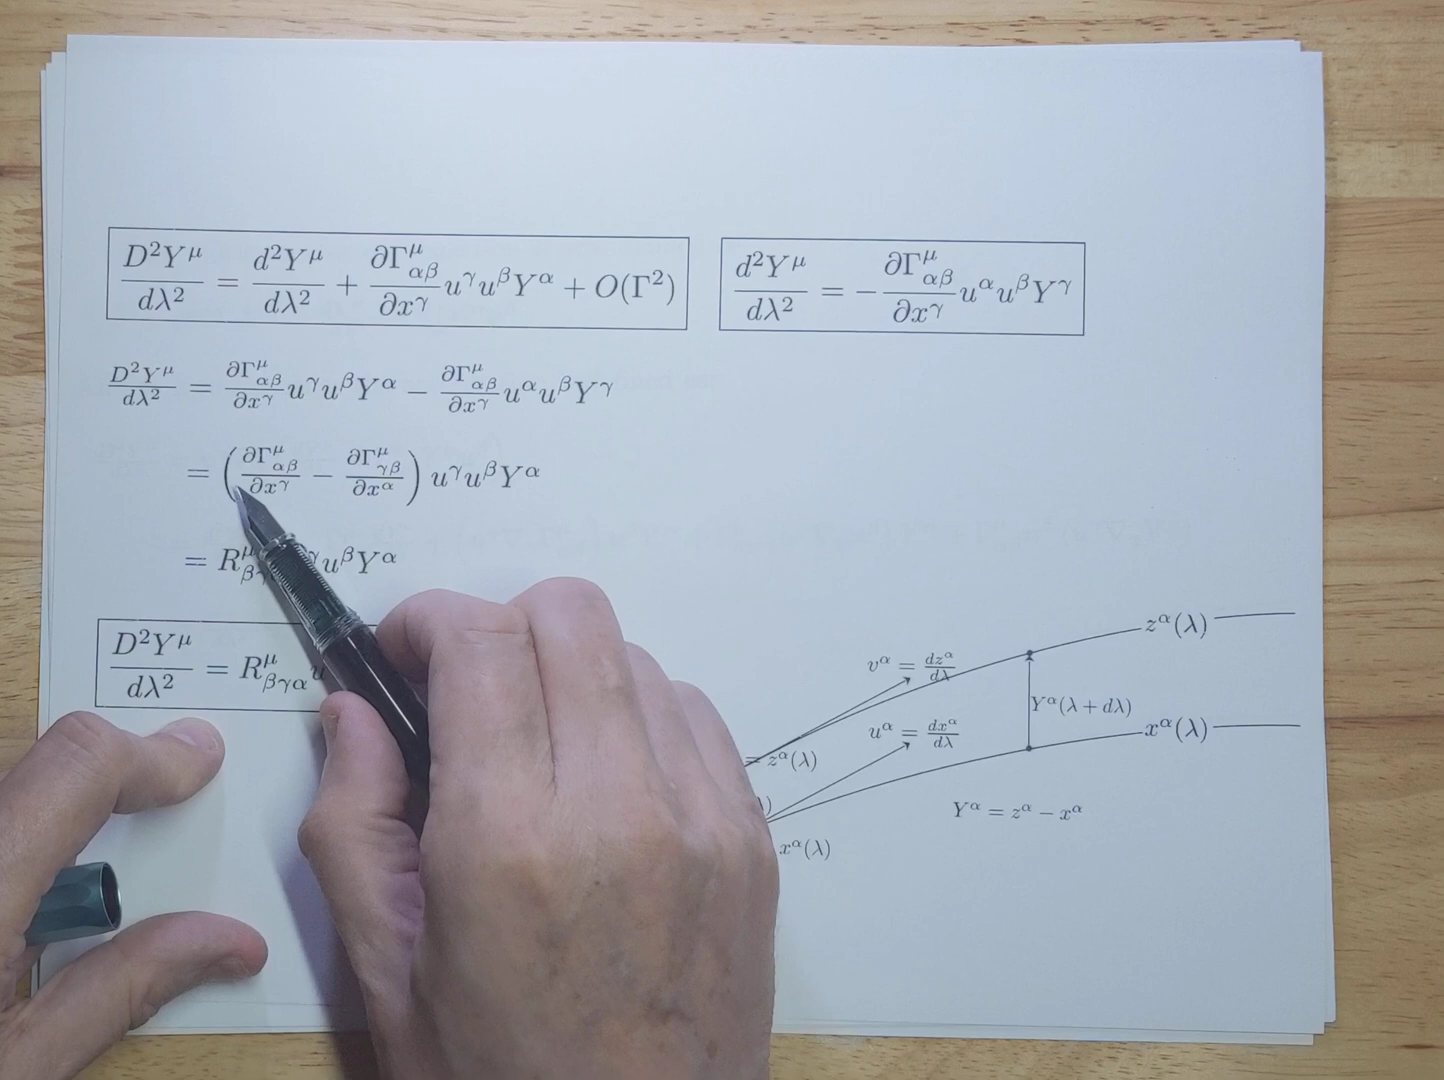 D²Y^μ/dλ² = d²Y^μ/dλ² + ∂Γ^μ_αβ/∂x^γ u^γ u^β Y^α + O(Γ²)
d²Y^μ/dλ² = −∂Γ^μ_αβ/∂x^γ u^α u^β Y^γ
D²Y^μ/dλ² = ∂Γ^μ_αβ/∂x^γ u^γ u^β Y^α − ∂Γ^μ_αβ/∂x^γ u^α u^β Y^γ
= (∂Γ^μ_αβ/∂x^γ − ∂Γ^μ_γβ/∂x^α) u^γ u^β Y^α
= R^μ_βγ ^γ u^β Y^α
D²Y^μ/dλ² = R^μ_βγα u
z^α(λ)
v^α = dz^α/dλ
Y^α(λ + dλ)
x^α(λ)
u^α = dx^α/dλ
= z^α(λ)
λ)
Y^α = z^α − x^α
x^α(λ)